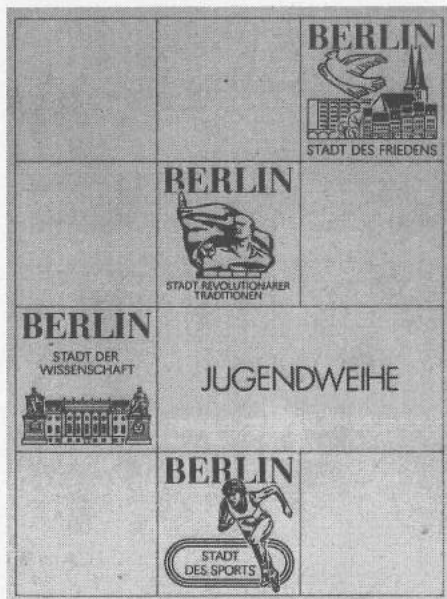 BERLIN
STADT DES FRIEDENS
BERLIN
STADT REVOLUTIONÄRER
TRADITIONEN
BERLIN
STADT DER
WISSENSCHAFT
JUGENDWEIHE
BERLIN
STADT
DES SPORTS